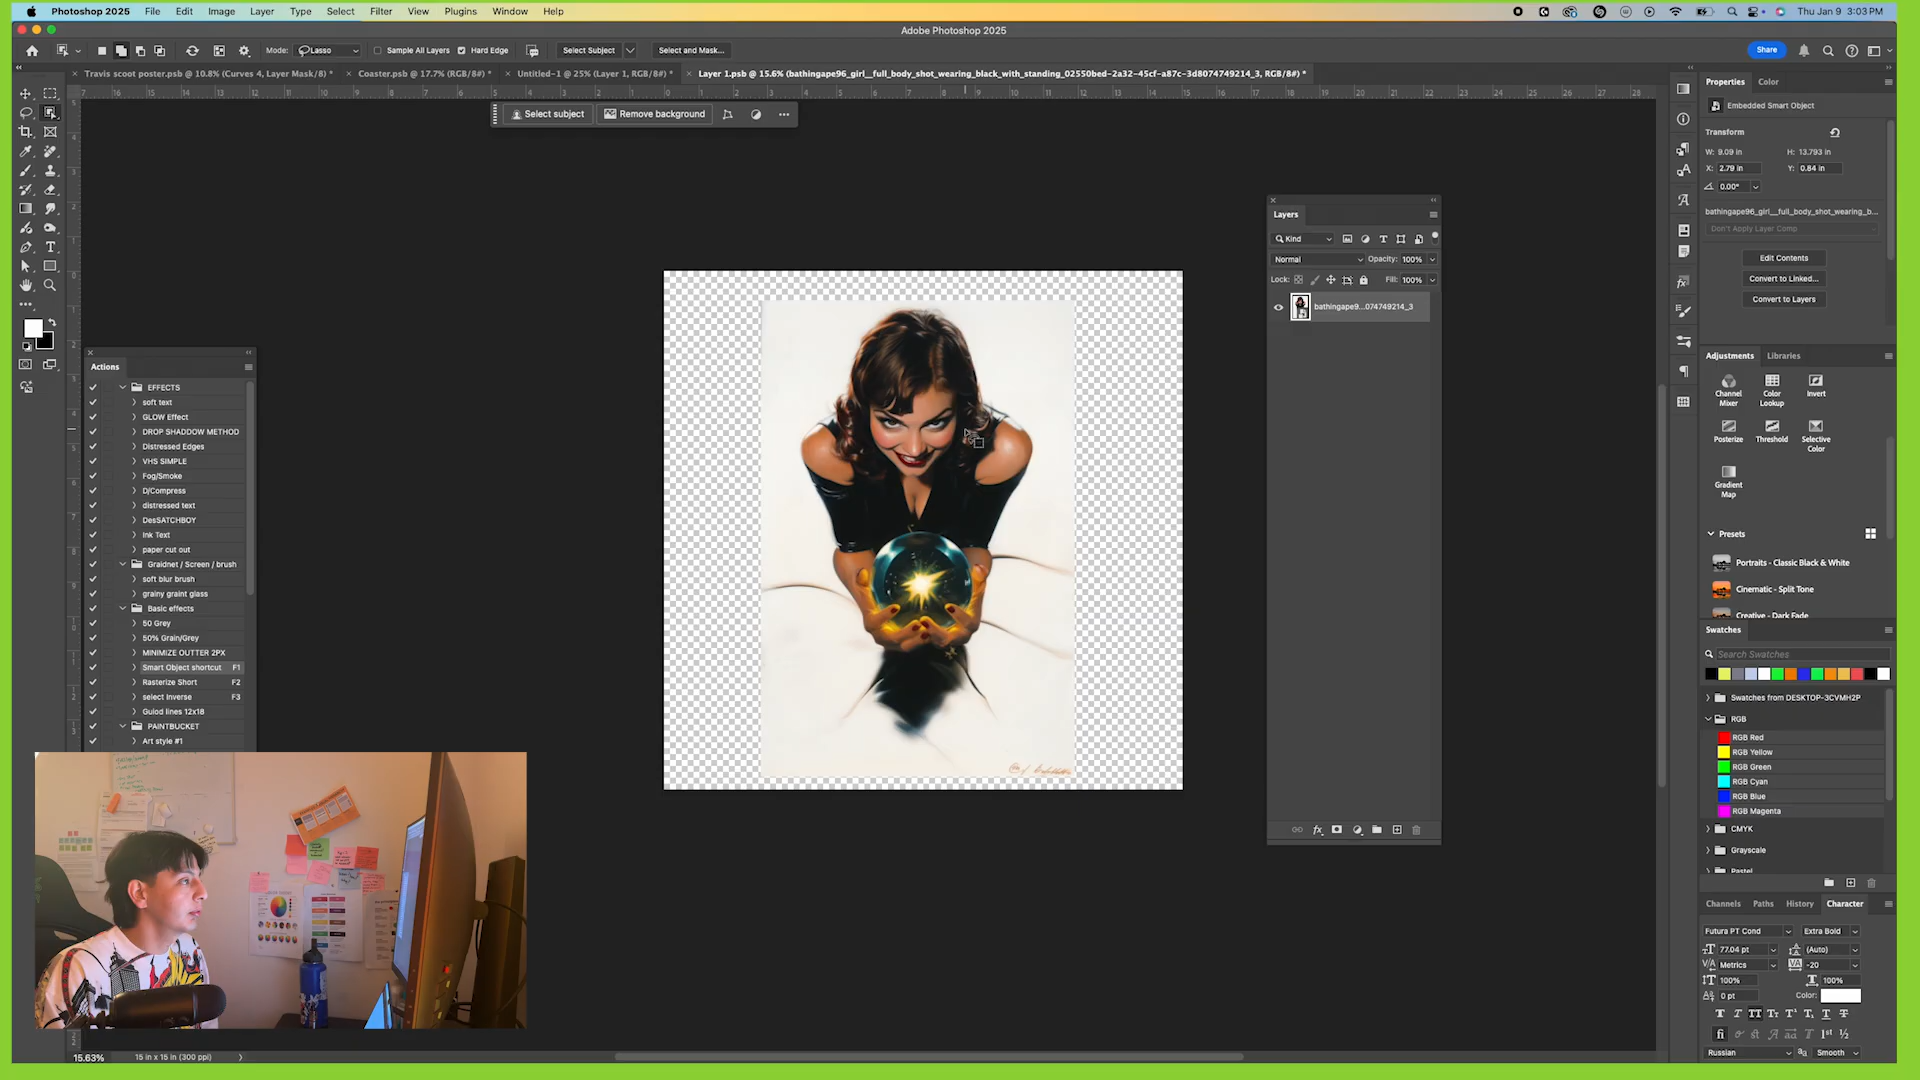 Photoshop 2025 File Edit Image Layer Type Select Filter View Plugins Window Help Thu Jan 9 3:03 PM
Adobe Photoshop 2025
Mode: Lasso Sample All Layers Hard Edge Select Subject Select and Mask... Share
Travis scoot poster.psb @ 10.8% (Curves 4, Layer Mask/8) * Coaster.psb @ 17.7% (RGB/8#) * Untitled-1 @ 25% (Layer 1, RGB/8#) * Layer 1.psb @ 15.6% (bathingape96_girl__full_body_shot_wearing_black_with_standing_02550bed-2a32-45cf-a87c-3d8074749214_3, RGB/8#) *
Select subject Remove background
Actions
EFFECTS
soft text
GLOW Effect
DROP SHADDOW METHOD
Distressed Edges
VHS SIMPLE
Fog/Smoke
D/Compress
distressed text
DesSATCHBOY
Ink Text
paper cut out
Graidnet / Screen / brush
soft blur brush
grainy graint glass
Basic effects
50 Grey
50% Grain/Grey
MINIMIZE OUTTER 2PX
Smart Object shortcut F1
Rasterize Short F2
select Inverse F3
Guiod lines 12x18
PAINTBUCKET
Art style #1
Layers
Kind
Normal Opacity: 100%
Lock: Fill: 100%
bathingape9...074749214_3
Properties Color
Embedded Smart Object
Transform
W: 9.09 in H: 13.793 in
X: 2.79 in Y: 0.84 in
0.00°
bathingape96_girl__full_body_shot_wearing_b...
Don't Apply Layer Comp
Edit Contents
Convert to Linked...
Convert to Layers
Adjustments Libraries
Channel Mixer Color Lookup Invert
Posterize Threshold Selective Color
Gradient Map
Presets
Portraits - Classic Black & White
Cinematic - Split Tone
Creative - Dark Fade
Swatches
Search Swatches
Swatches from DESKTOP-3CVMH2P
RGB
RGB Red
RGB Yellow
RGB Green
RGB Cyan
RGB Blue
RGB Magenta
CMYK
Grayscale
Pastel
Channels Paths History Character
Futura PT Cond Extra Bold
77.04 pt (Auto)
Metrics -20
100% 100%
0 pt Color:
Russian Smooth
15.63% 15 in x 15 in (300 ppi)